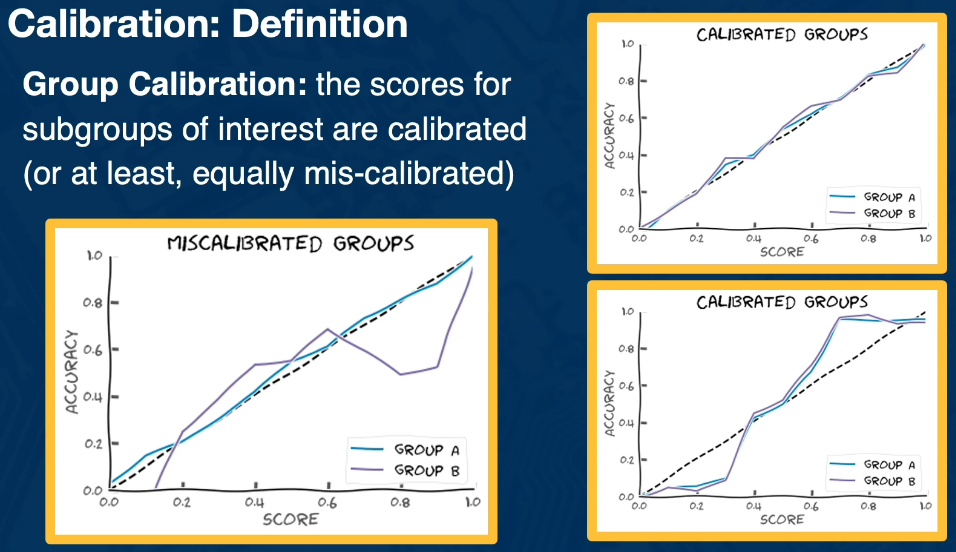 Calibration: Definition
Group Calibration: the scores for
subgroups of interest are calibrated
(or at least, equally mis-calibrated)
MISCALIBRATED GROUPS
1.0
0.8
0.6
0.4
0.2
0.0
ACCURACY
0.0 0.2 0.4 0.6 0.8 1.0
SCORE
GROUP A
GROUP B
CALIBRATED GROUPS
1.0
0.8
0.6
0.4
0.2
0.0
ACCURACY
0.0 0.2 0.4 0.6 0.8 1.0
SCORE
GROUP A
GROUP B
CALIBRATED GROUPS
1.0
0.8
0.6
0.4
0.2
0.0
ACCURACY
0.0 0.2 0.4 0.6 0.8 1.0
SCORE
GROUP A
GROUP B